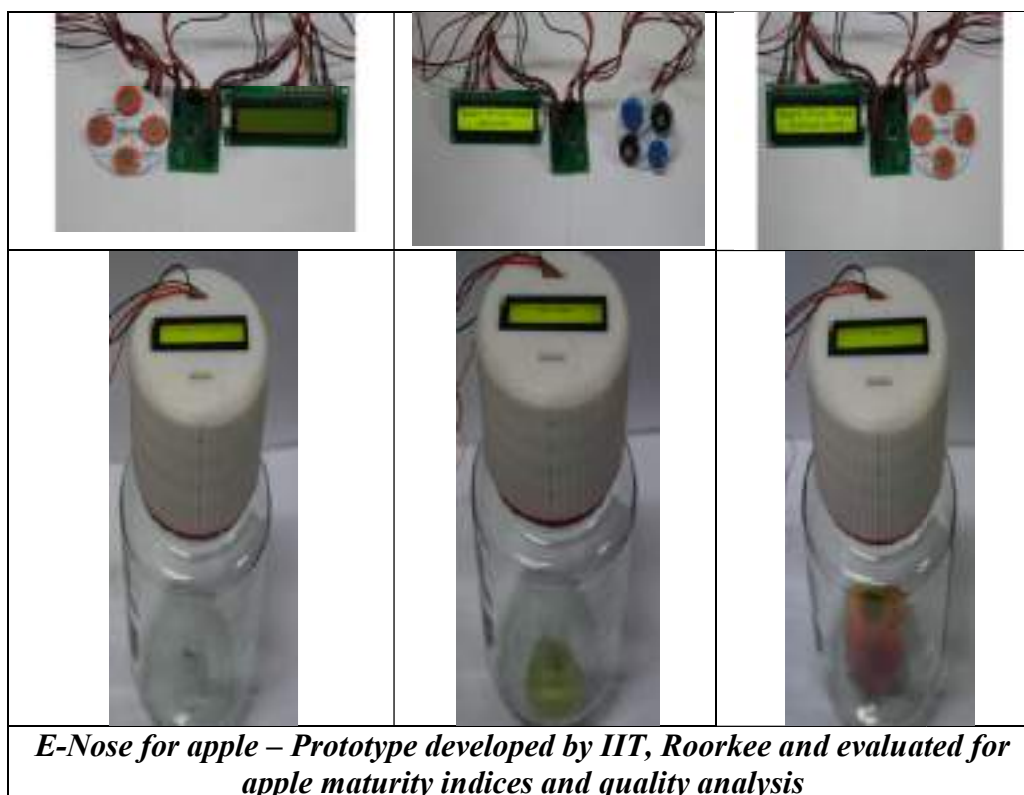 E-Nose for apple – Prototype developed by IIT, Roorkee and evaluated for
apple maturity indices and quality analysis